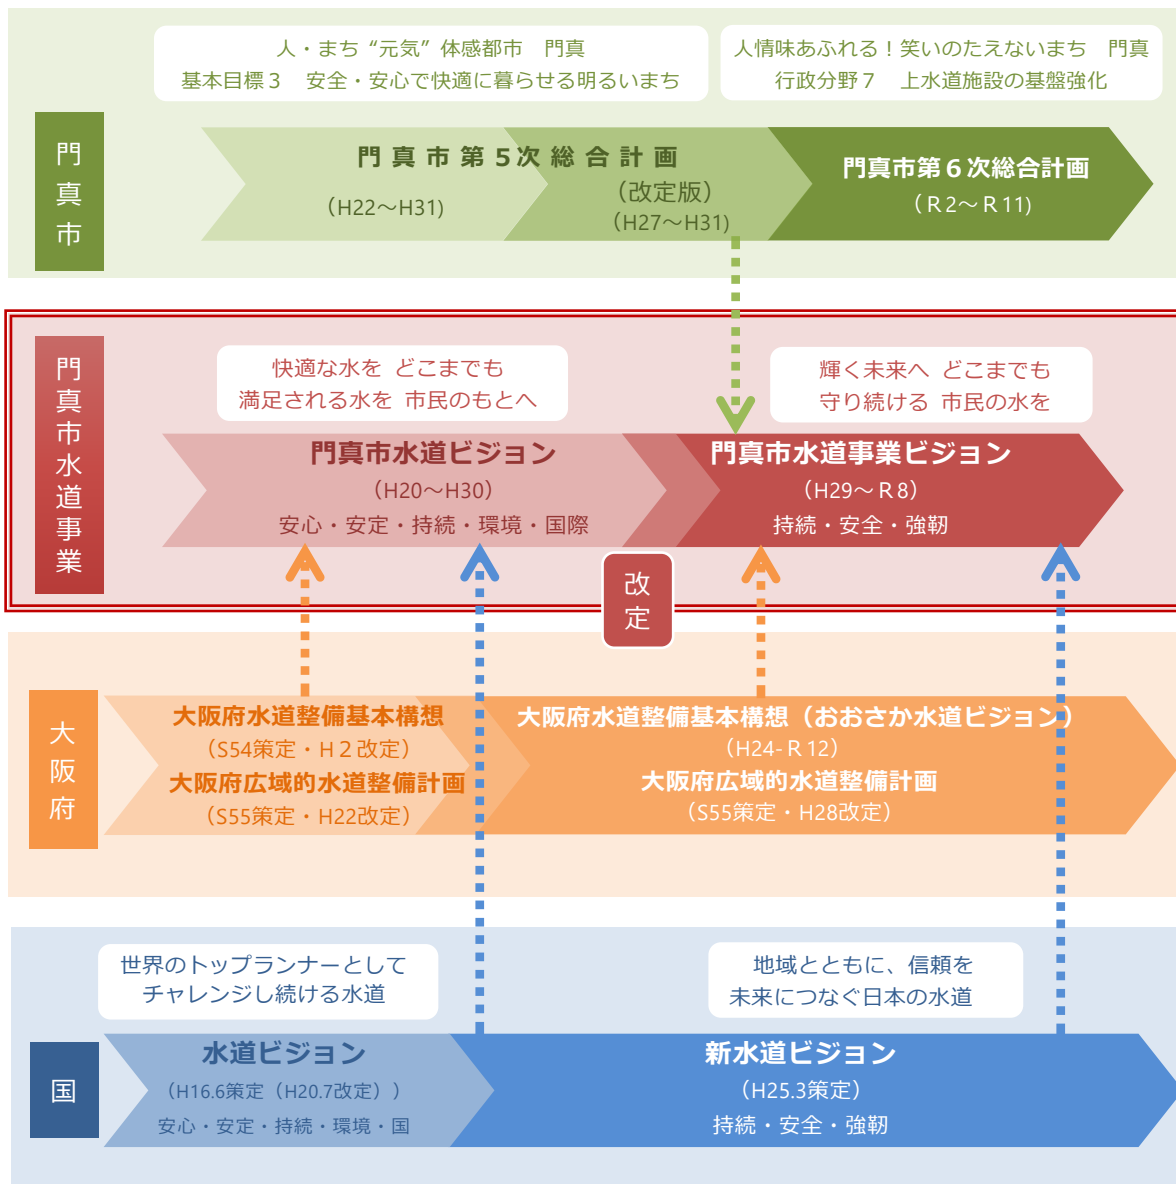 人・まち “元気” 体感都市　門真
基本目標３　安全・安心で快適に暮らせる明るいまち
人情味あふれる！笑いのたえないまち　門真
行政分野７　上水道施設の基盤強化
門真市
門真市第５次総合計画
（H22～H31)
（改定版）
（H27～H31)
門真市第６次総合計画
（Ｒ2～Ｒ11)
門真市水道事業
快適な水を どこまでも
満足される水を 市民のもとへ
輝く未来へ どこまでも
守り続ける 市民の水を
門真市水道ビジョン
（H20～H30）
安心・安定・持続・環境・国際
門真市水道事業ビジョン
（H29～Ｒ8）
持続・安全・強靭
改定
大阪府
大阪府水道整備基本構想
（S54策定・H２改定）
大阪府広域的水道整備計画
（S55策定・H22改定）
大阪府水道整備基本構想（おおさか水道ビジョン）
（H24-Ｒ12）
大阪府広域的水道整備計画
（S55策定・H28改定）
世界のトップランナーとして
チャレンジし続ける水道
地域とともに、信頼を
未来につなぐ日本の水道
国
水道ビジョン
（H16.6策定（H20.7改定））
安心・安定・持続・環境・国
新水道ビジョン
（H25.3策定）
持続・安全・強靭